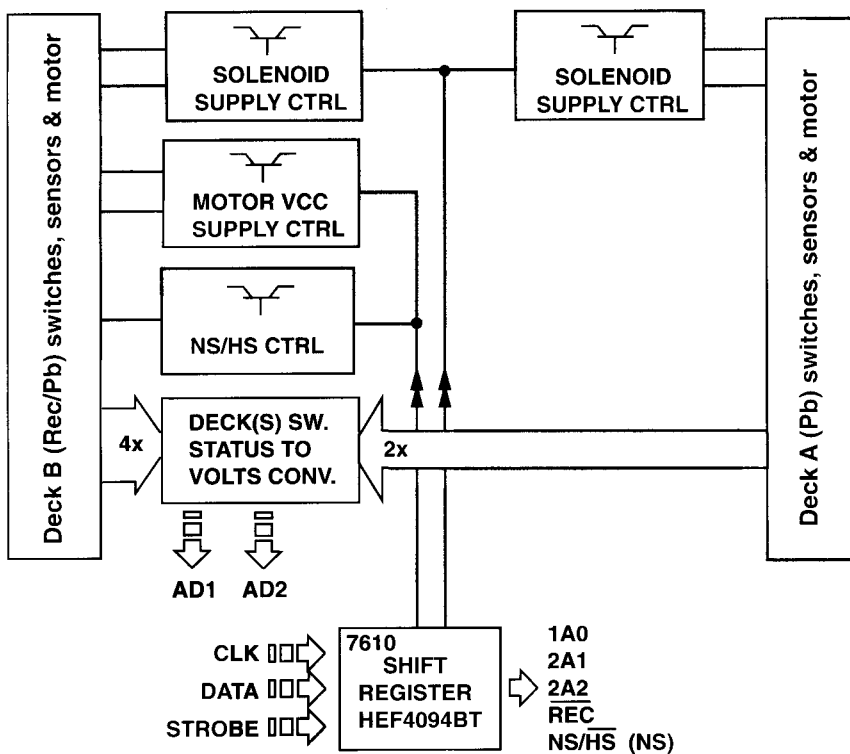 Deck B (Rec/Pb) switches, sensors & motor
SOLENOID
SUPPLY CTRL
SOLENOID
SUPPLY CTRL
Deck A (Pb) switches, sensors & motor
MOTOR VCC
SUPPLY CTRL
NS/HS CTRL
4x
DECK(S) SW.
STATUS TO
VOLTS CONV.
2x
AD1
AD2
CLK
DATA
STROBE
7610
SHIFT
REGISTER
HEF4094BT
1A0
2A1
2A2
R̅E̅C̅
NS/H̅S̅ (NS)